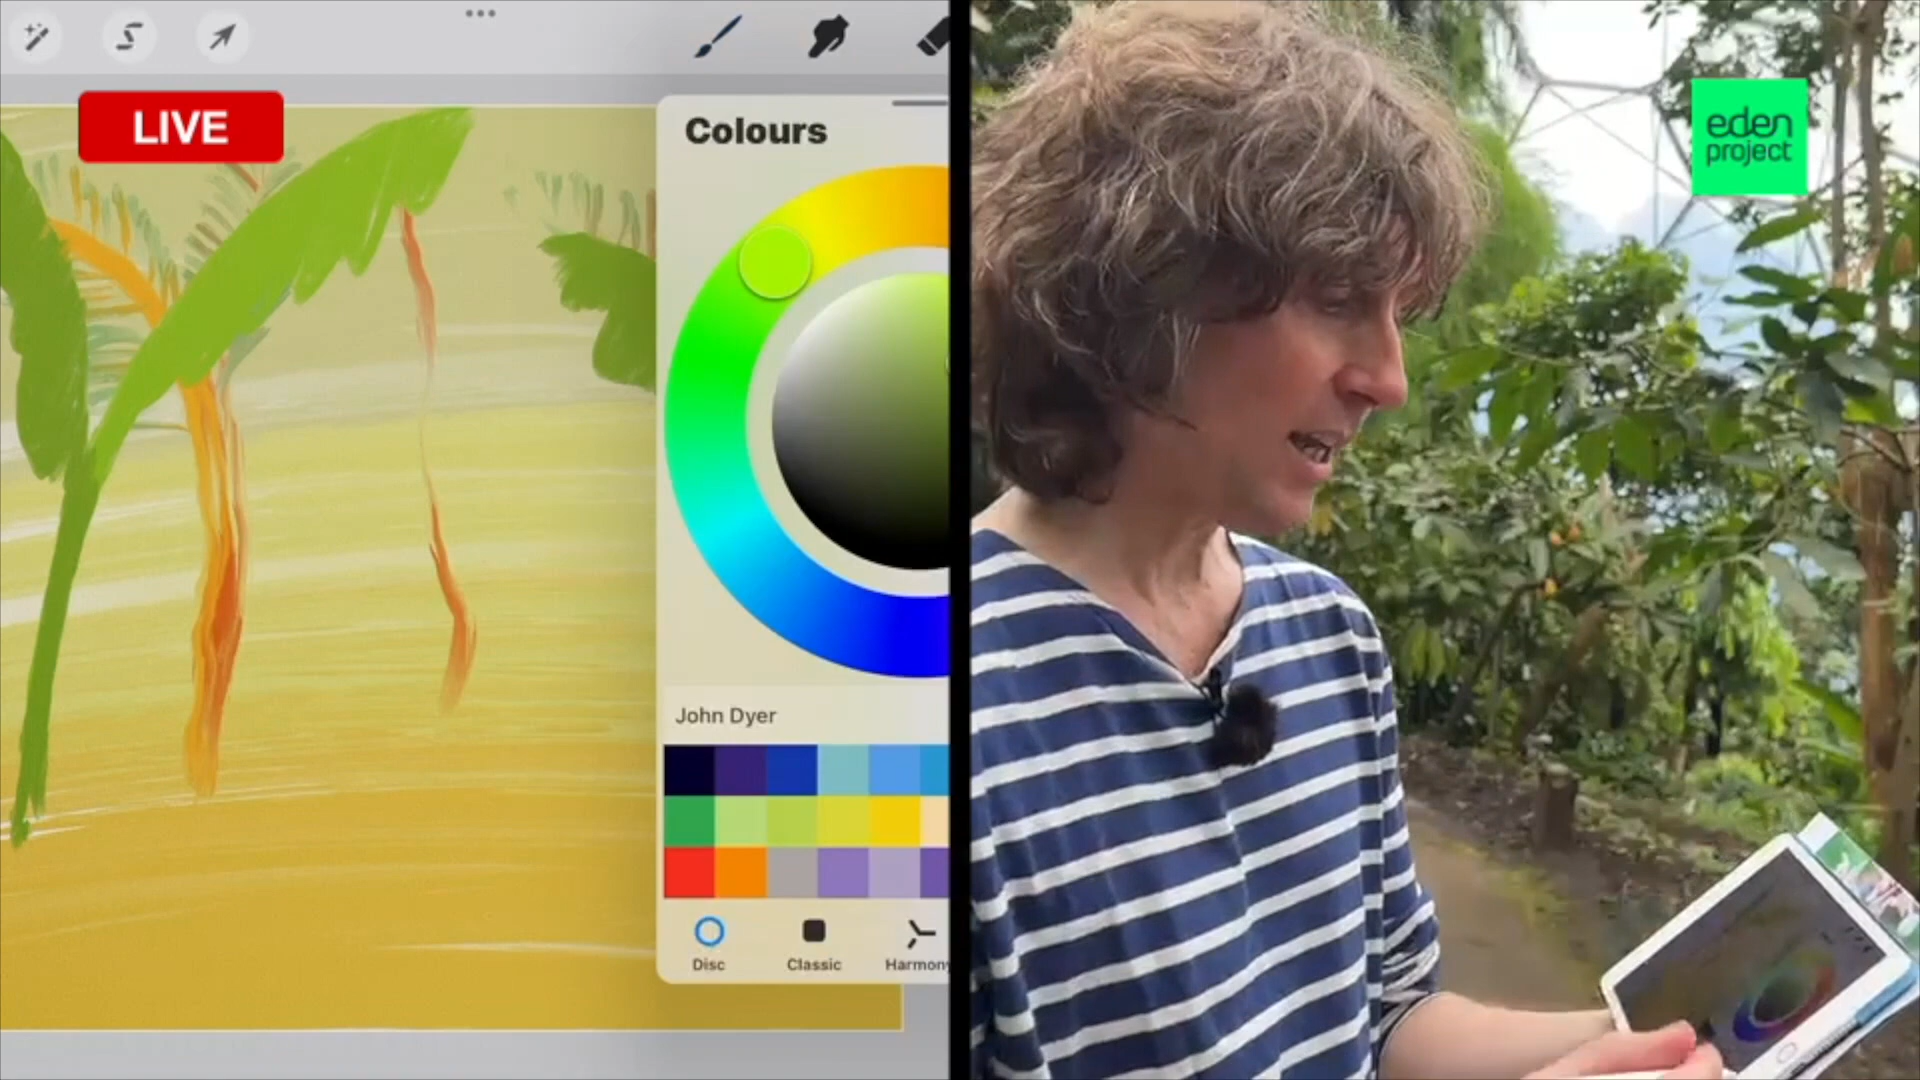 LIVE
Colours
John Dyer
Disc
Classic
Harmony
eden
project